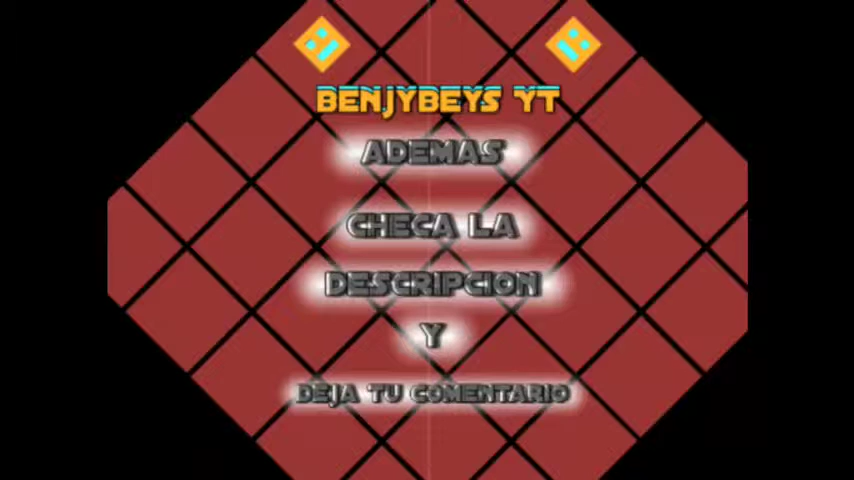 BENJYBEYS YT
ADEMAS
CHECA LA
DESCRIPCION
Y
DEJA TU COMENTARIO